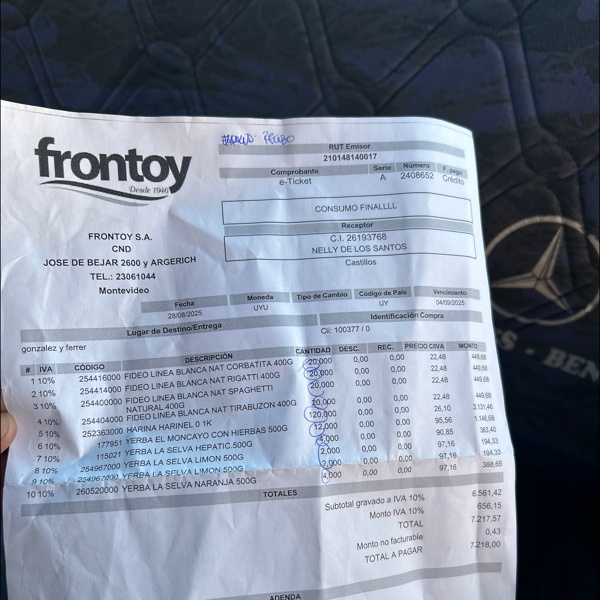 frontoy
Desde 1946
RUT Emisor
210148140017
Comprobante Serie Número F. pago
e-Ticket A 2408652 Crédito
CONSUMO FINALLLL
Receptor
C.I. 26193768
NELLY DE LOS SANTOS
Castillos
FRONTOY S.A.
CND
JOSE DE BEJAR 2600 y ARGERICH
TEL.: 23061044
Montevideo
Fecha Moneda Tipo de Cambio Código de País Vencimiento
28/08/2025 UYU UY 04/09/2025
Lugar de Destino/Entrega Identificación Compra
gonzalez y ferrer Cli: 100377 / 0
# IVA CÓDIGO DESCRIPCIÓN CANTIDAD DESC. REC. PRECIO C/IVA MONTO
1 10% 254416000 FIDEO LINEA BLANCA NAT CORBATITA 400G 20,000 0,00 0,00 22,48 449,68
2 10% 254414000 FIDEO LINEA BLANCA NAT RIGATTI 400G 20,000 0,00 0,00 22,48 449,68
3 10% 254400000 FIDEO LINEA BLANCA NAT SPAGHETTI NATURAL 400G 20,000 0,00 0,00 22,48 449,68
4 10% 254404000 FIDEO LINEA BLANCA NAT TIRABUZON 400G 20,000 0,00 0,00 22,48 449,68
5 10% 252363000 HARINA HARINEL 0 1K 120,000 0,00 0,00 26,10 3.131,46
6 10% 177951 YERBA EL MONCAYO CON HIERBAS 500G 12,000 0,00 0,00 95,56 1.146,68
7 10% 115021 YERBA LA SELVA HEPATIC.500G 4,000 0,00 0,00 90,85 363,40
8 10% 254967000 YERBA LA SELVA LIMON 500G 2,000 0,00 0,00 97,16 194,33
9 10% 254967000 YERBA LA SELVA LIMON 500G 2,000 0,00 0,00 97,16 194,33
10 10% 260520000 YERBA LA SELVA NARANJA 500G 4,000 0,00 0,00 97,16 388,65
TOTALES
Subtotal gravado a IVA 10% 6.561,42
Monto IVA 10% 656,15
TOTAL 7.217,57
Monto no facturable 0,43
TOTAL A PAGAR 7.218,00
ADENDA
BEN